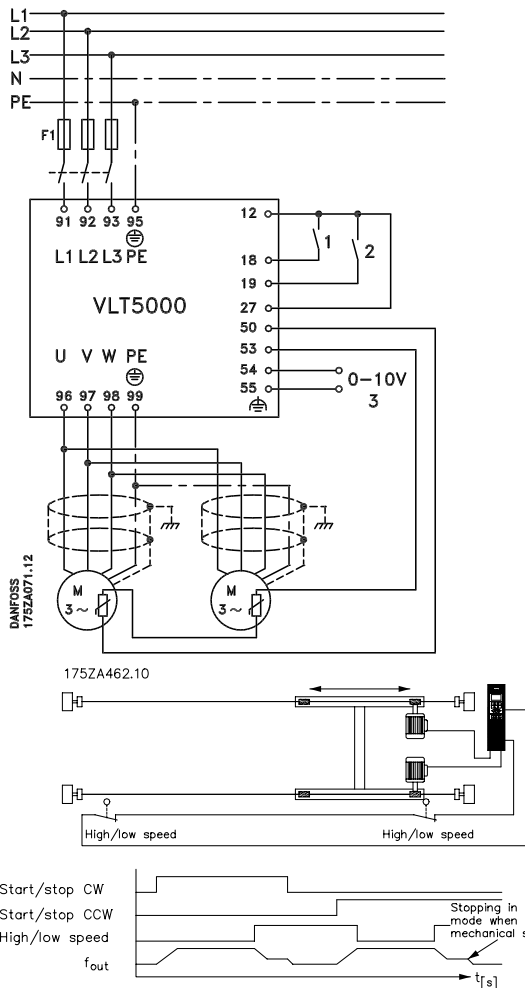 L1
L2
L3
N
PE
F1
91 92 93 95
12
L1 L2 L3 PE
1
2
18
19
VLT5000
27
50
U V W PE
53
54
0-10V
55
3
96 97 98 99
M
3~
M
3~
DANFOSS
175ZA071.12
175ZA462.10
High/low speed
High/low speed
Start/stop CW
Start/stop CCW
High/low speed
fout
Stopping in
mode when
mechanical s
t[s]